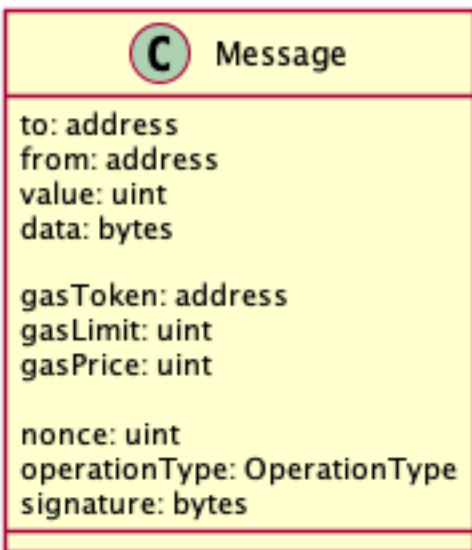 C Message
to: address
from: address
value: uint
data: bytes
gasToken: address
gasLimit: uint
gasPrice: uint
nonce: uint
operationType: OperationType
signature: bytes